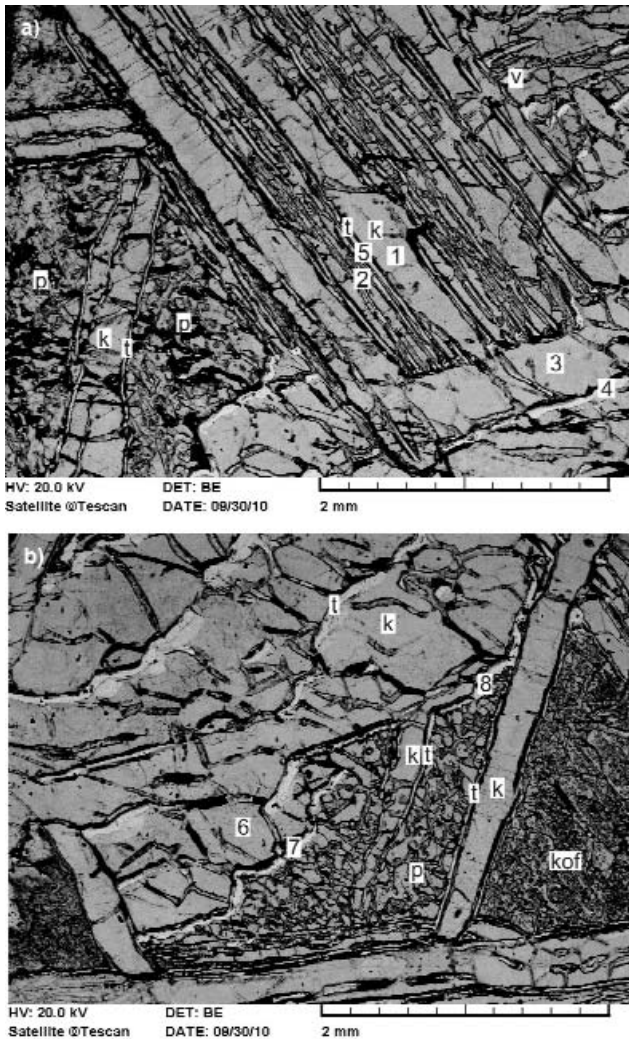 a)
v
t k
5 1
2
p
p
k t
3
4
HV: 20.0 kV DET: BE
Satellite ©Tescan DATE: 09/30/10 2 mm
b)
t
k
8
k t
t k
6
7
p
kof
HV: 20.0 kV DET: BE
Satellite ©Tescan DATE: 09/30/10 2 mm